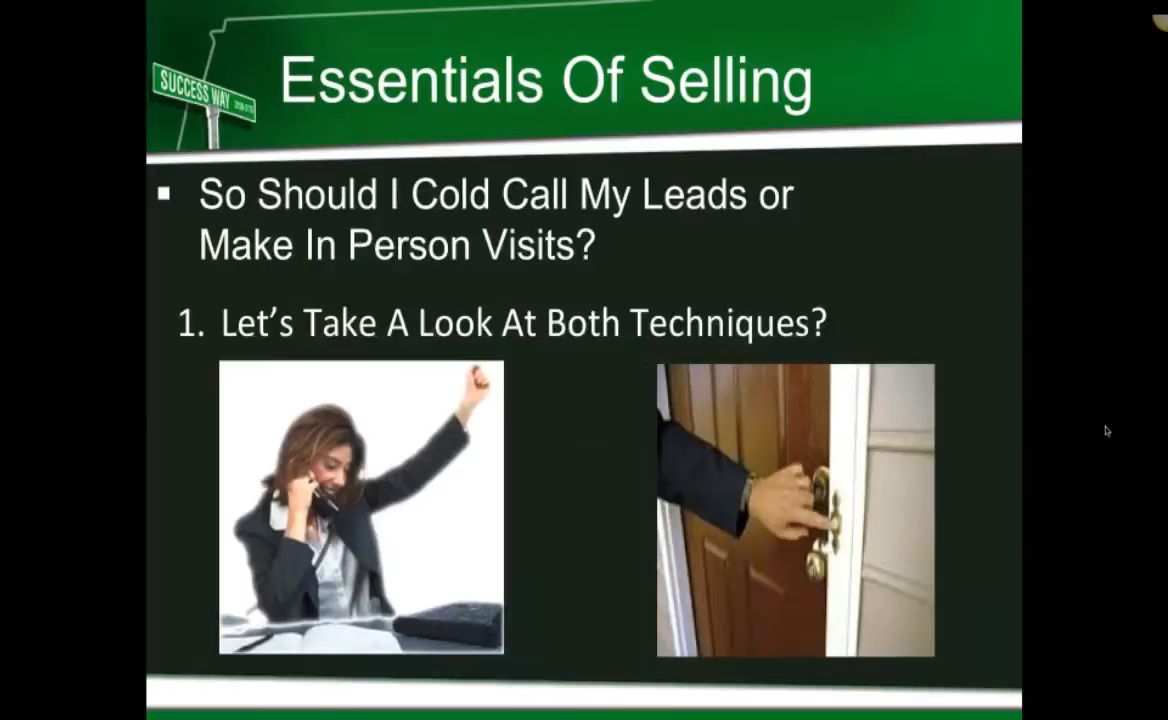 SUCCESS WAY
Essentials Of Selling
▪ So Should I Cold Call My Leads or
Make In Person Visits?
1. Let's Take A Look At Both Techniques?